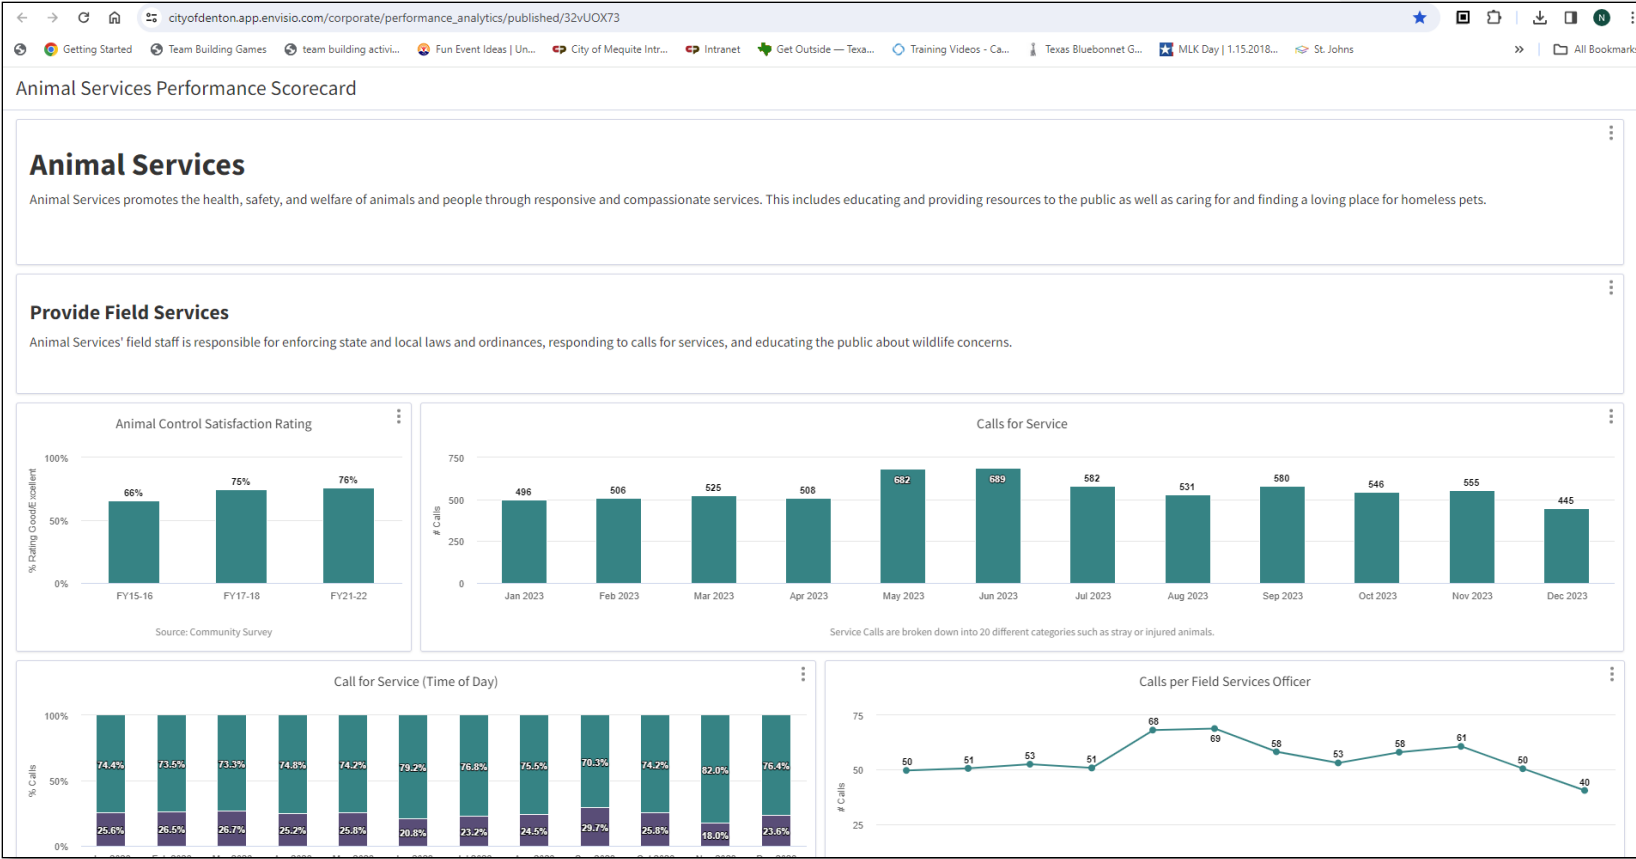 cityofdenton.app.envisio.com/corporate/performance_analytics/published/32vUOX73
N
Getting Started
Team Building Games
team building activi...
Fun Event Ideas | Un...
City of Mequite Intr...
Intranet
Get Outside — Texa...
Training Videos - Ca...
Texas Bluebonnet G...
MLK Day | 1.15.2018...
St. Johns
»
All Bookmarks
Animal Services Performance Scorecard
Animal Services
Animal Services promotes the health, safety, and welfare of animals and people through responsive and compassionate services. This includes educating and providing resources to the public as well as caring for and finding a loving place for homeless pets.
Provide Field Services
Animal Services' field staff is responsible for enforcing state and local laws and ordinances, responding to calls for services, and educating the public about wildlife concerns.
Animal Control Satisfaction Rating
% Rating Good/Excellent
100%
50%
0%
66%
75%
76%
FY15-16
FY17-18
FY21-22
Source: Community Survey
Calls for Service
# Calls
750
500
250
0
496
506
525
508
682
689
582
531
580
546
555
445
Jan 2023
Feb 2023
Mar 2023
Apr 2023
May 2023
Jun 2023
Jul 2023
Aug 2023
Sep 2023
Oct 2023
Nov 2023
Dec 2023
Service Calls are broken down into 20 different categories such as stray or injured animals.
Call for Service (Time of Day)
% Calls
100%
50%
0%
74.4%
73.5%
73.3%
74.8%
74.2%
79.2%
76.8%
75.5%
70.3%
74.2%
82.0%
76.4%
25.6%
26.5%
26.7%
25.2%
25.8%
20.8%
23.2%
24.5%
29.7%
25.8%
18.0%
23.6%
Calls per Field Services Officer
# Calls
75
50
25
50
51
53
51
68
69
58
53
58
61
50
40